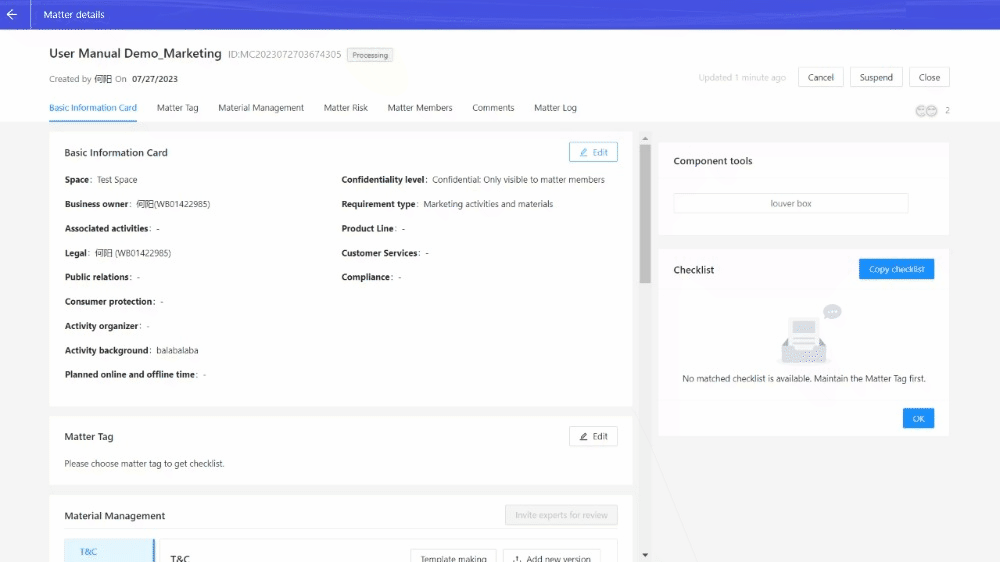 Matter details
User Manual Demo_Marketing ID:MC2023072703674305 Processing
Created by 何阳 On 07/27/2023
Updated 1 minute ago Cancel Suspend Close
Basic Information Card Matter Tag Material Management Matter Risk Matter Members Comments Matter Log
2
Basic Information Card Edit
Space: Test Space
Confidentiality level: Confidential: Only visible to matter members
Business owner: 何阳(WB01422985)
Requirement type: Marketing activities and materials
Associated activities: -
Product Line: -
Legal: 何阳 (WB01422985)
Customer Services: -
Public relations: -
Compliance: -
Consumer protection: -
Activity organizer: -
Activity background: balabalaba
Planned online and offline time: -
Component tools
louver box
Checklist Copy checklist
No matched checklist is available. Maintain the Matter Tag first.
OK
Matter Tag Edit
Please choose matter tag to get checklist.
Material Management Invite experts for review
T&C
T&C Template making Add new version